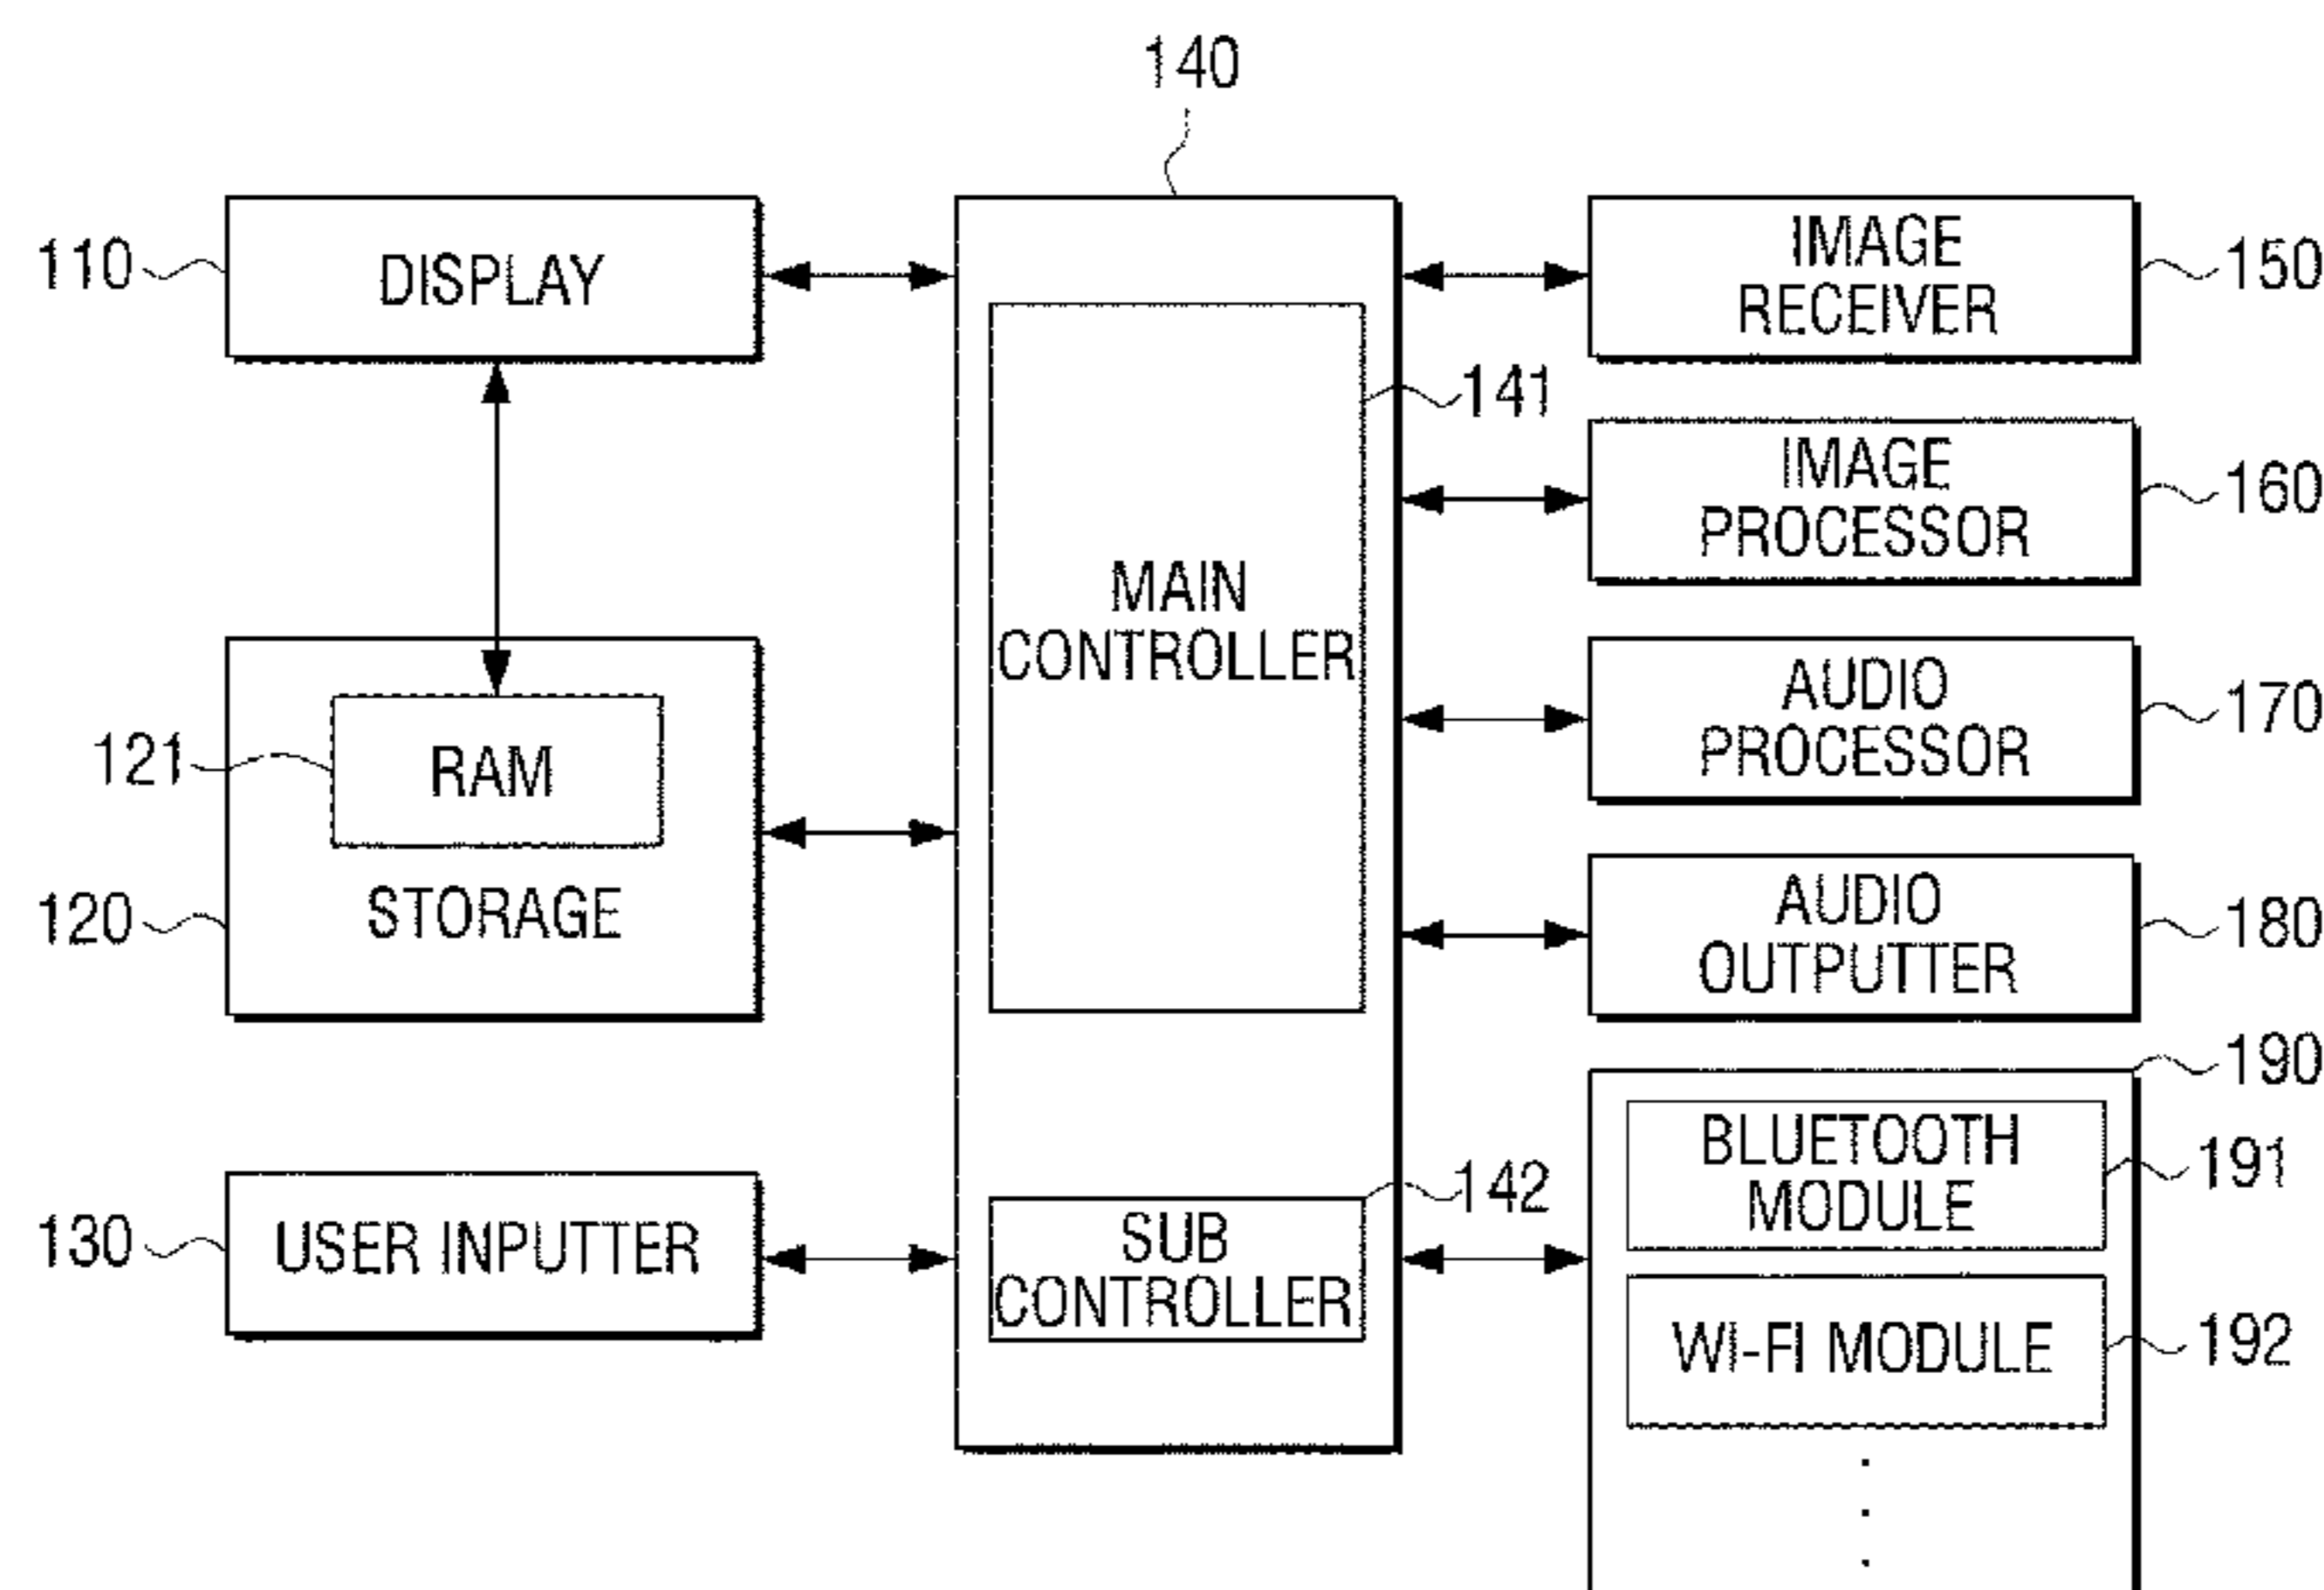 140
110
DISPLAY
IMAGE
RECEIVER
150
141
IMAGE
PROCESSOR
160
MAIN
CONTROLLER
121
RAM
AUDIO
PROCESSOR
170
120
STORAGE
AUDIO
OUTPUTTER
180
190
130
USER INPUTTER
142
SUB
CONTROLLER
BLUETOOTH
MODULE
191
WI-FI MODULE
192